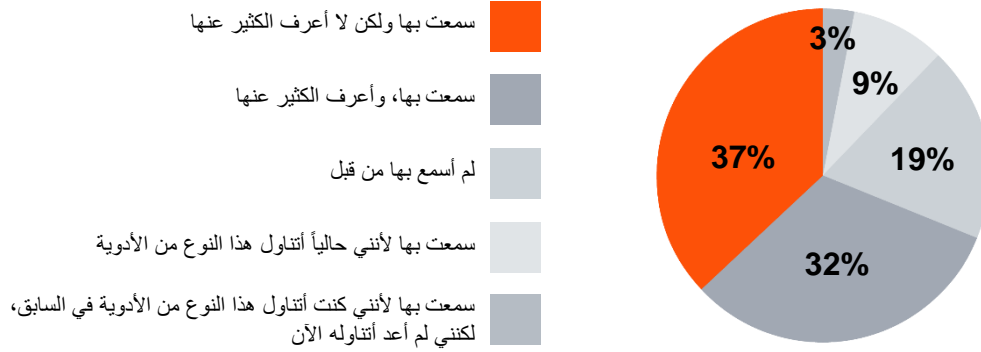 سمعت بها ولكن لا أعرف الكثير عنها
سمعت بها، وأعرف الكثير عنها
لم أسمع بها من قبل
سمعت بها لأنني حالياً أتناول هذا النوع من الأدوية
سمعت بها لأنني كنت أتناول هذا النوع من الأدوية في السابق،
لكنني لم أعد أتناوله الآن
3%
9%
19%
32%
37%